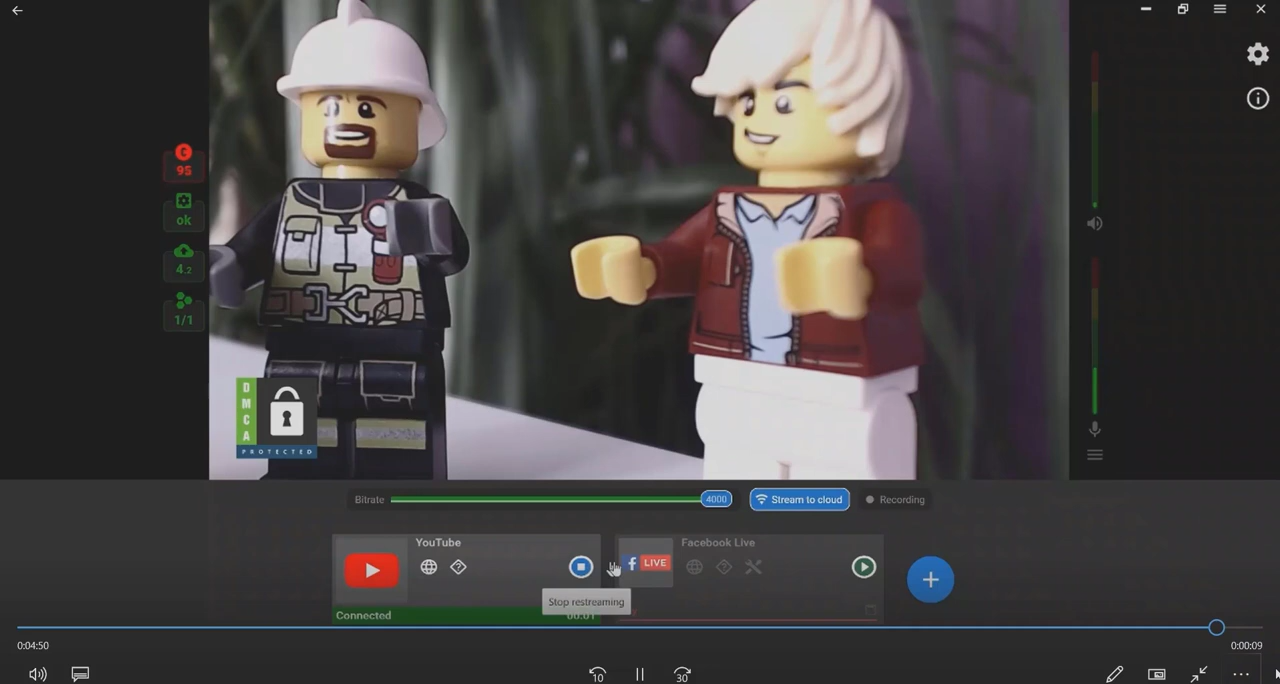 C
95
ok
4.2
1/1
DMCA
PROTECTED
Bitrate
4000
Stream to cloud
Recording
YouTube
Facebook Live
f LIVE
Stop restreaming
Connected
00:01
0:04:50
0:00:09
10
30